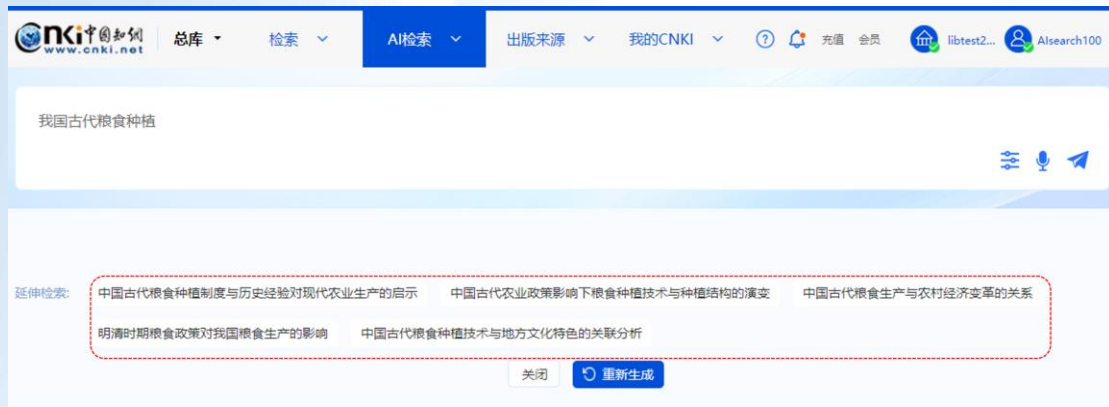 cnki中国知网
www.cnki.net
总库
检索
AI检索
出版来源
我的CNKI
充值 会员
libtest2...
AIsearch100
我国古代粮食种植
延伸检索:
中国古代粮食种植制度与历史经验对现代农业生产的启示
中国古代农业政策影响下粮食种植技术与种植结构的演变
中国古代粮食生产与农村经济变革的关系
明清时期粮食政策对我国粮食生产的影响
中国古代粮食种植技术与地方文化特色的关联分析
关闭
重新生成